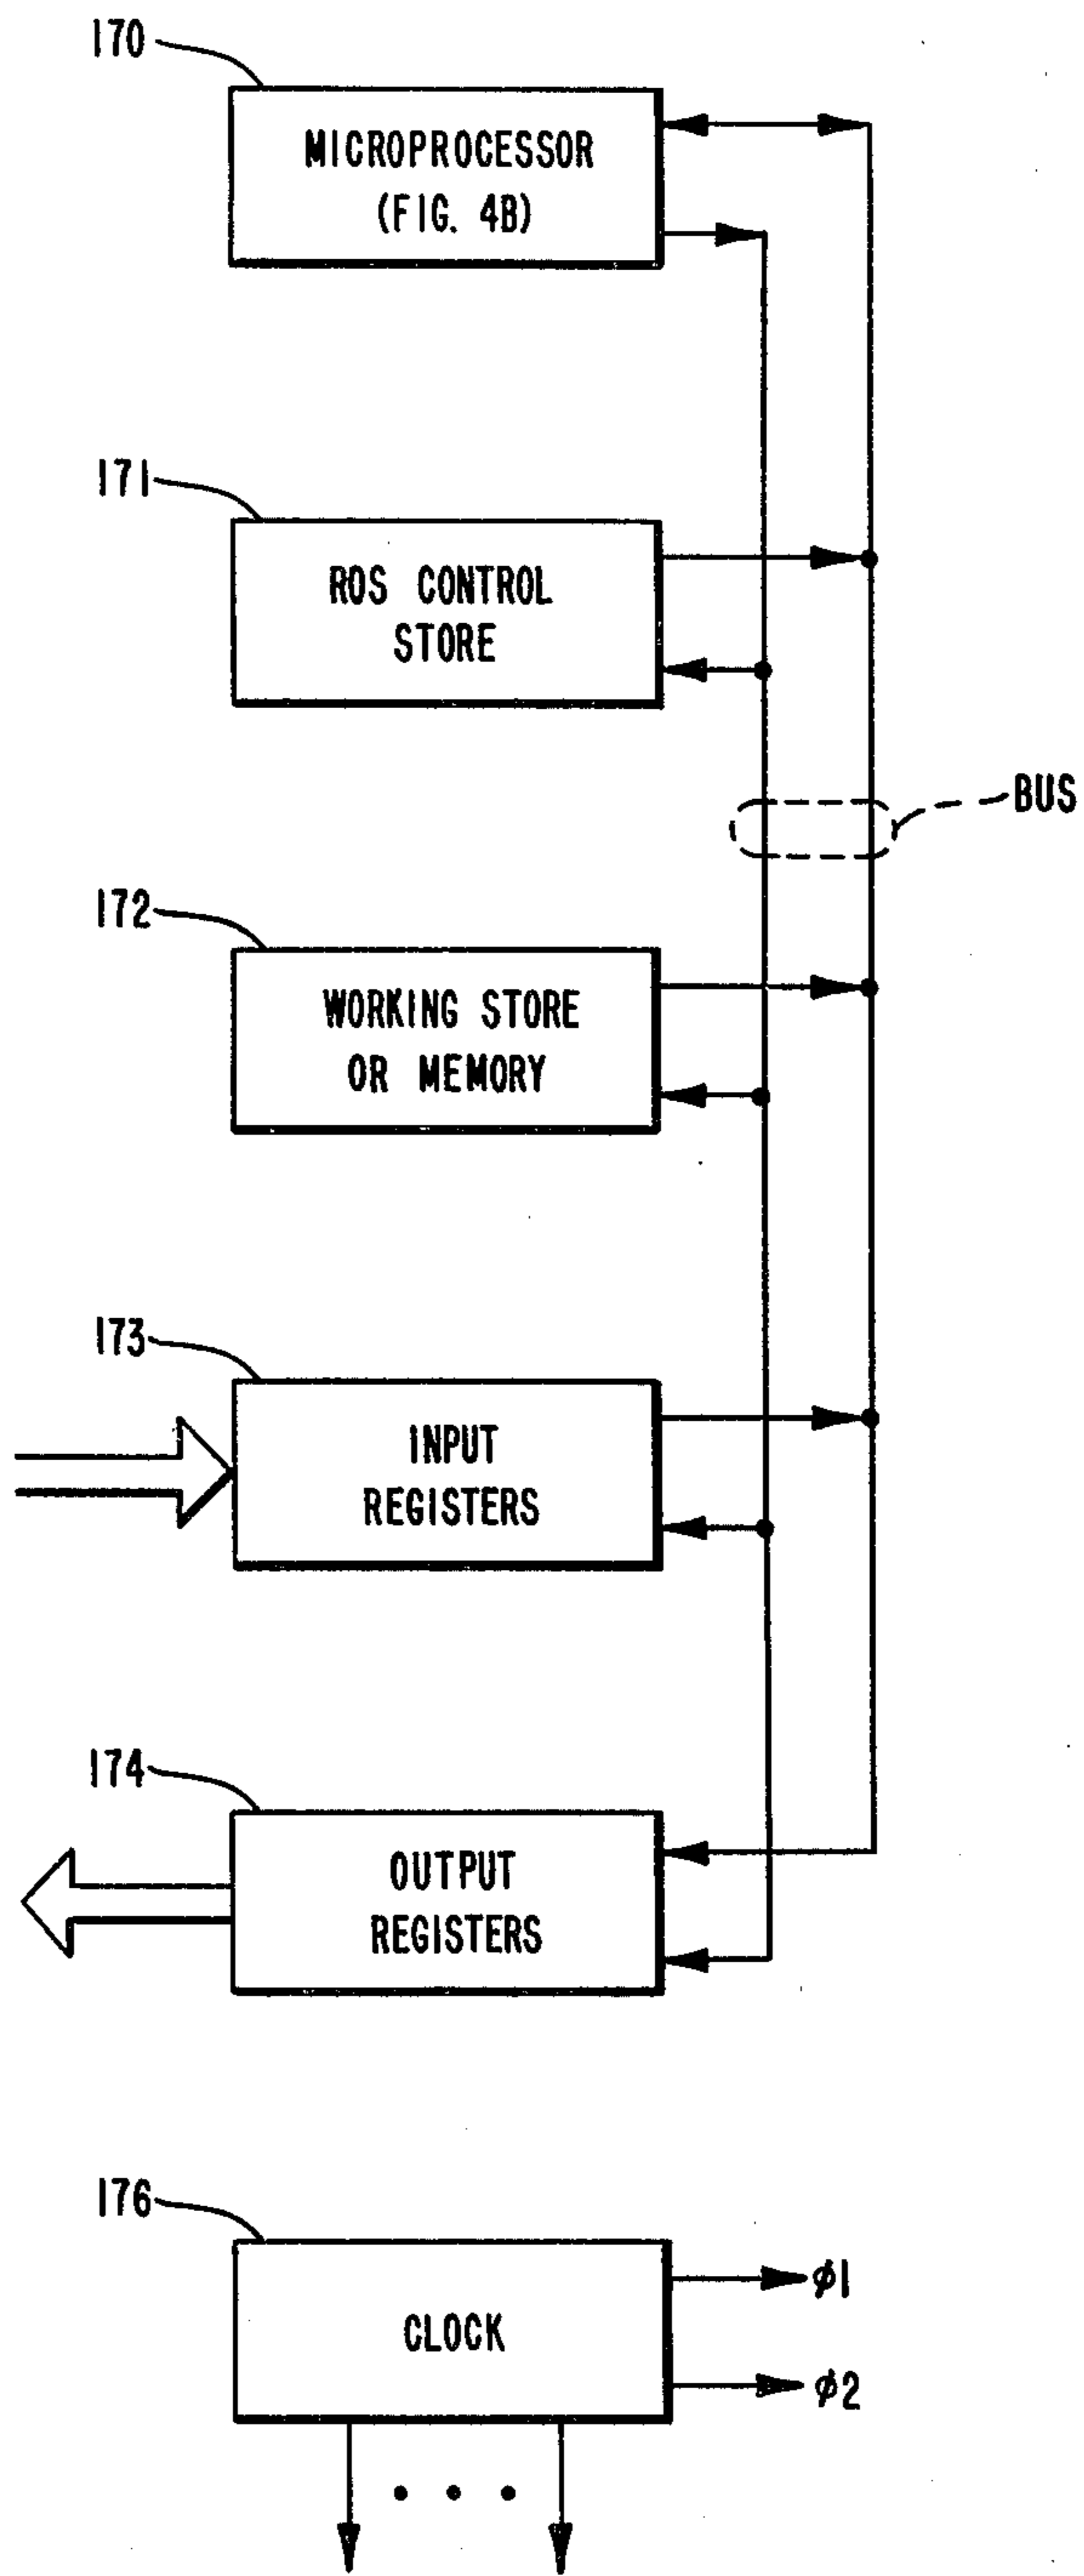 170
MICROPROCESSOR
(FIG. 4B)
171
ROS CONTROL
STORE
BUS
172
WORKING STORE
OR MEMORY
173
INPUT
REGISTERS
174
OUTPUT
REGISTERS
176
CLOCK
ϕ1
ϕ2